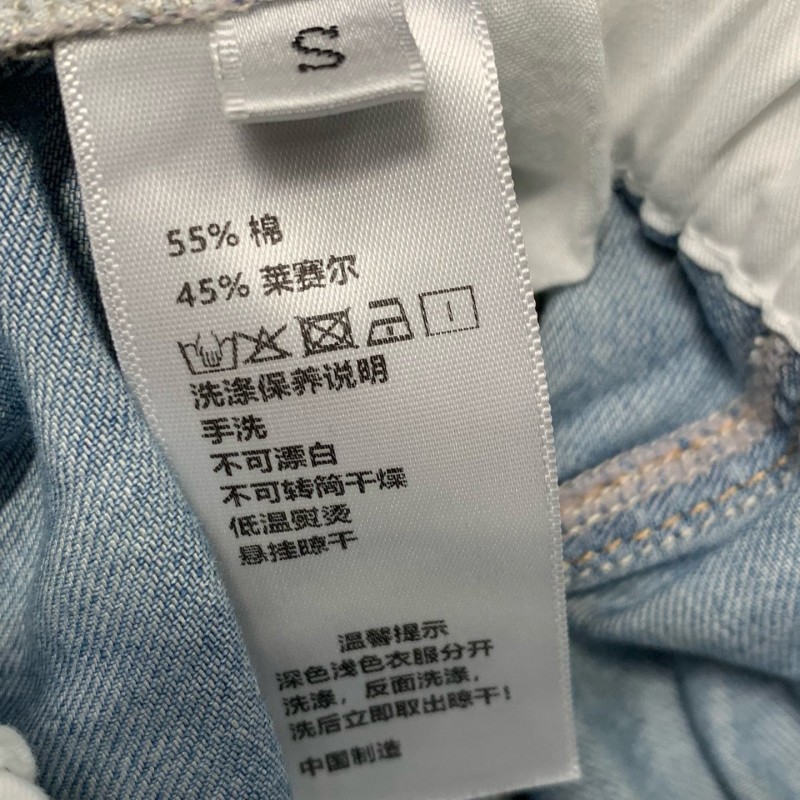 S
55% 棉
45% 莱赛尔
洗涤保养说明
手洗
不可漂白
不可转筒干燥
低温熨烫
悬挂晾干
温馨提示
深色浅色衣服分开
洗涤，反面洗涤，
洗后立即取出晾干！
中国制造